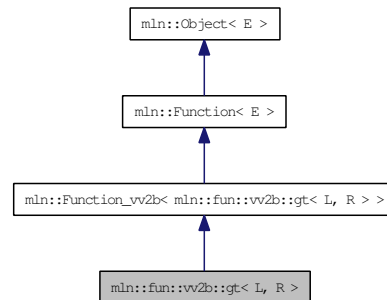 mln::Object< E >
mln::Function< E >
mln::Function_vv2b< mln::fun::vv2b::gt< L, R > >
mln::fun::vv2b::gt< L, R >